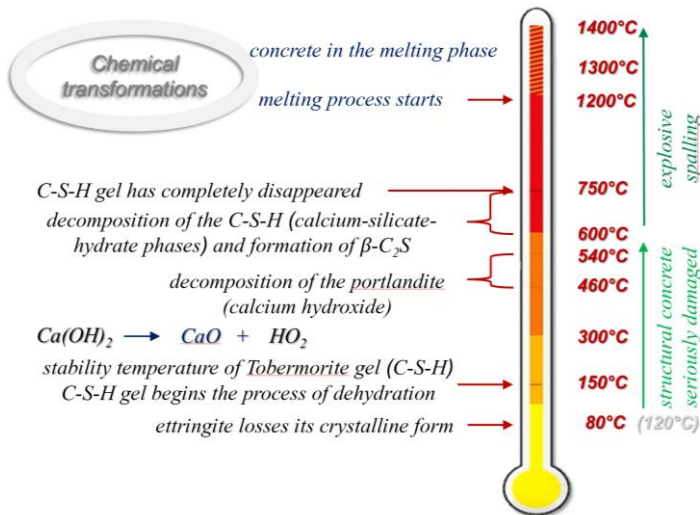 Chemical
transformations
concrete in the melting phase
melting process starts
C-S-H gel has completely disappeared
decomposition of the C-S-H (calcium-silicate-
hydrate phases) and formation of β-C₂S
decomposition of the portlandite
(calcium hydroxide)
Ca(OH)₂ → CaO + HO₂
stability temperature of Tobermorite gel (C-S-H)
C-S-H gel begins the process of dehydration
ettringite losses its crystalline form
1400°C
1300°C
1200°C
750°C
600°C
540°C
460°C
300°C
150°C
80°C (120°C)
explosive
spalling
structural concrete
seriously damaged